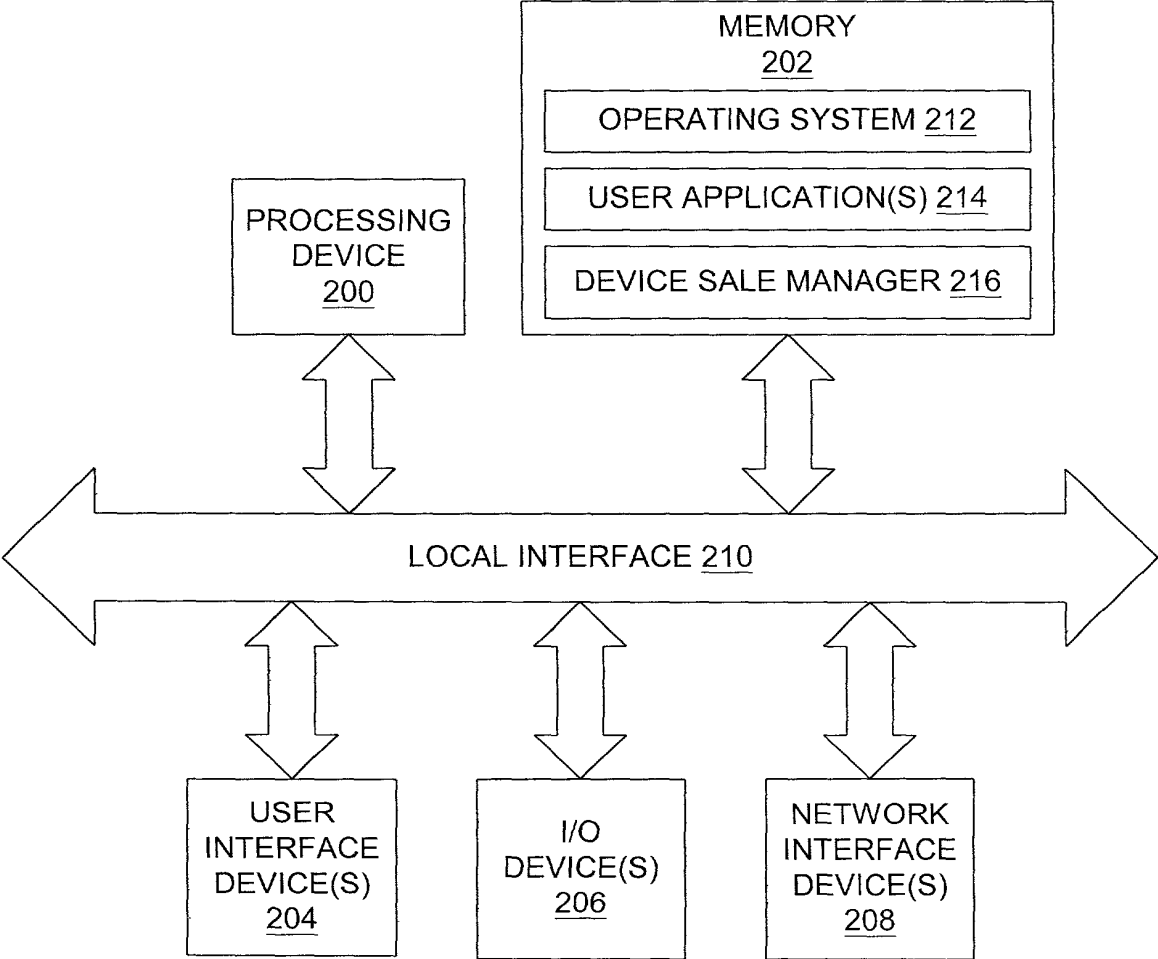 MEMORY
202
OPERATING SYSTEM 212
USER APPLICATION(S) 214
DEVICE SALE MANAGER 216
PROCESSING
DEVICE
200
LOCAL INTERFACE 210
USER
INTERFACE
DEVICE(S)
204
I/O
DEVICE(S)
206
NETWORK
INTERFACE
DEVICE(S)
208